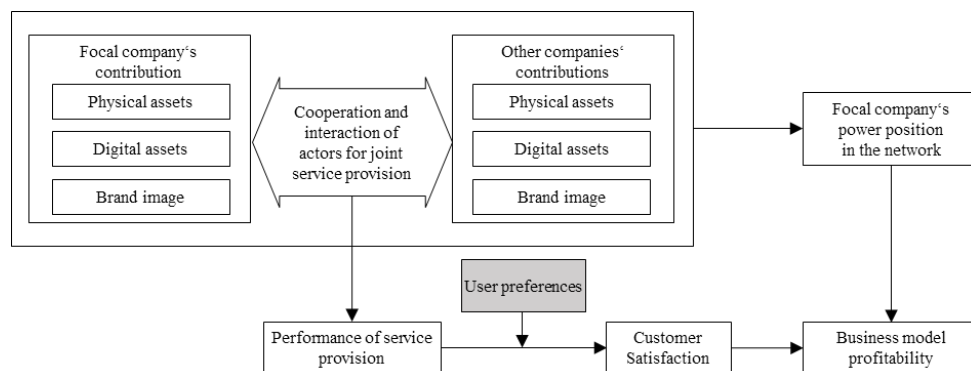 Focal company‘s
contribution
Physical assets
Digital assets
Brand image
Cooperation and
interaction of
actors for joint
service provision
Other companies‘
contributions
Physical assets
Digital assets
Brand image
Focal company‘s
power position
in the network
User preferences
Performance of service
provision
Customer
Satisfaction
Business model
profitability